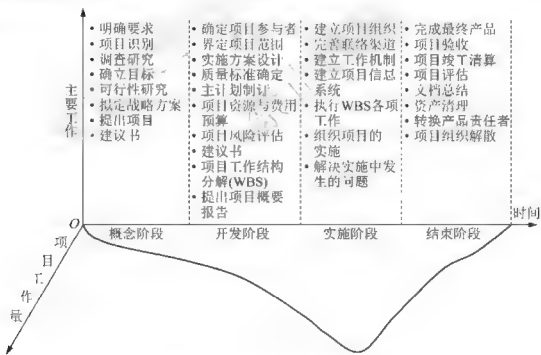 主要工作
• 明确要求
• 项目识别
• 调查研究
• 确立目标
• 可行性研究
• 拟定战略方案
• 提出项目
• 建议书
• 确定项目参与者
• 界定项目范围
• 实施方案设计
• 质量标准确定
• 主计划制订
• 项目资源与费用
预算
• 项目风险评估
• 建议书
• 项目工作结构
分解(WBS)
• 提出项目概要
报告
• 建立项目组织
• 完善联络渠道
• 建立工作机制
• 建立项目信息
系统
• 执行WBS各项
工作
• 组织项目的
实施
• 解决实施中发
生的问题
• 完成最终产品
• 项目验收
• 项目竣工清算
• 项目评估
• 文档总结
• 资产清理
• 转换产品责任者
• 项目组织解散
O
概念阶段
开发阶段
实施阶段
结束阶段
时间
项目工作量